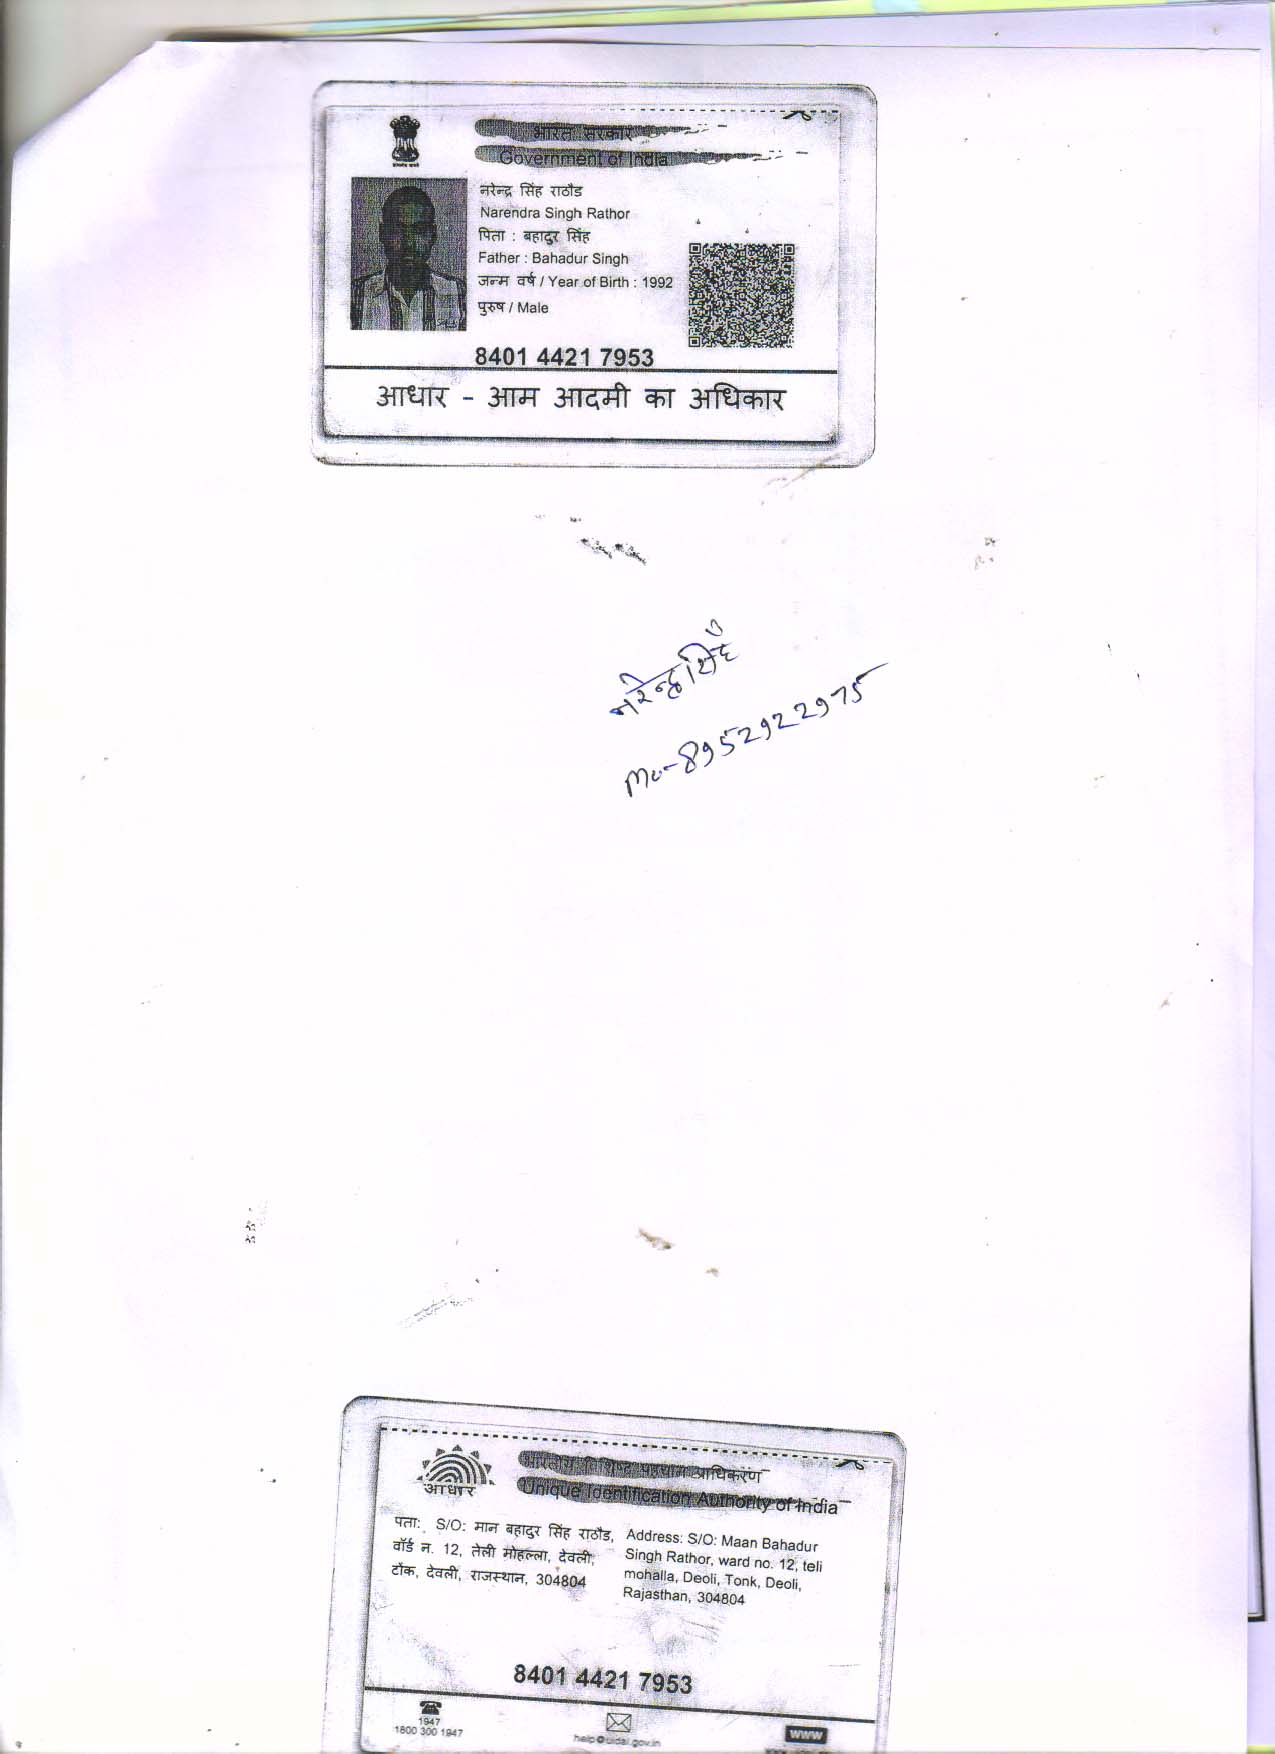 भारत सरकार
Government of India
नरेन्द्र सिंह राठौड
Narendra Singh Rathor
पिता : बहादुर सिंह
Father : Bahadur Singh
जन्म वर्ष / Year of Birth : 1992
पुरुष / Male
8401 4421 7953
आधार - आम आदमी का अधिकार
नरेन्द्र सिंह
Mo-8952922975
भारतीय विशिष्ट पहचान प्राधिकरण
आधार
Unique Identification Authority of India
पता: S/O: मान बहादुर सिंह राठौड,
वॉर्ड न. 12, तेली मोहल्ला, देवली,
टोंक, देवली, राजस्थान, 304804
Address: S/O: Maan Bahadur
Singh Rathor, ward no. 12, teli
mohalla, Deoli, Tonk, Deoli,
Rajasthan, 304804
8401 4421 7953
1947
1800 300 1947
help@uidai.gov.in
WWW